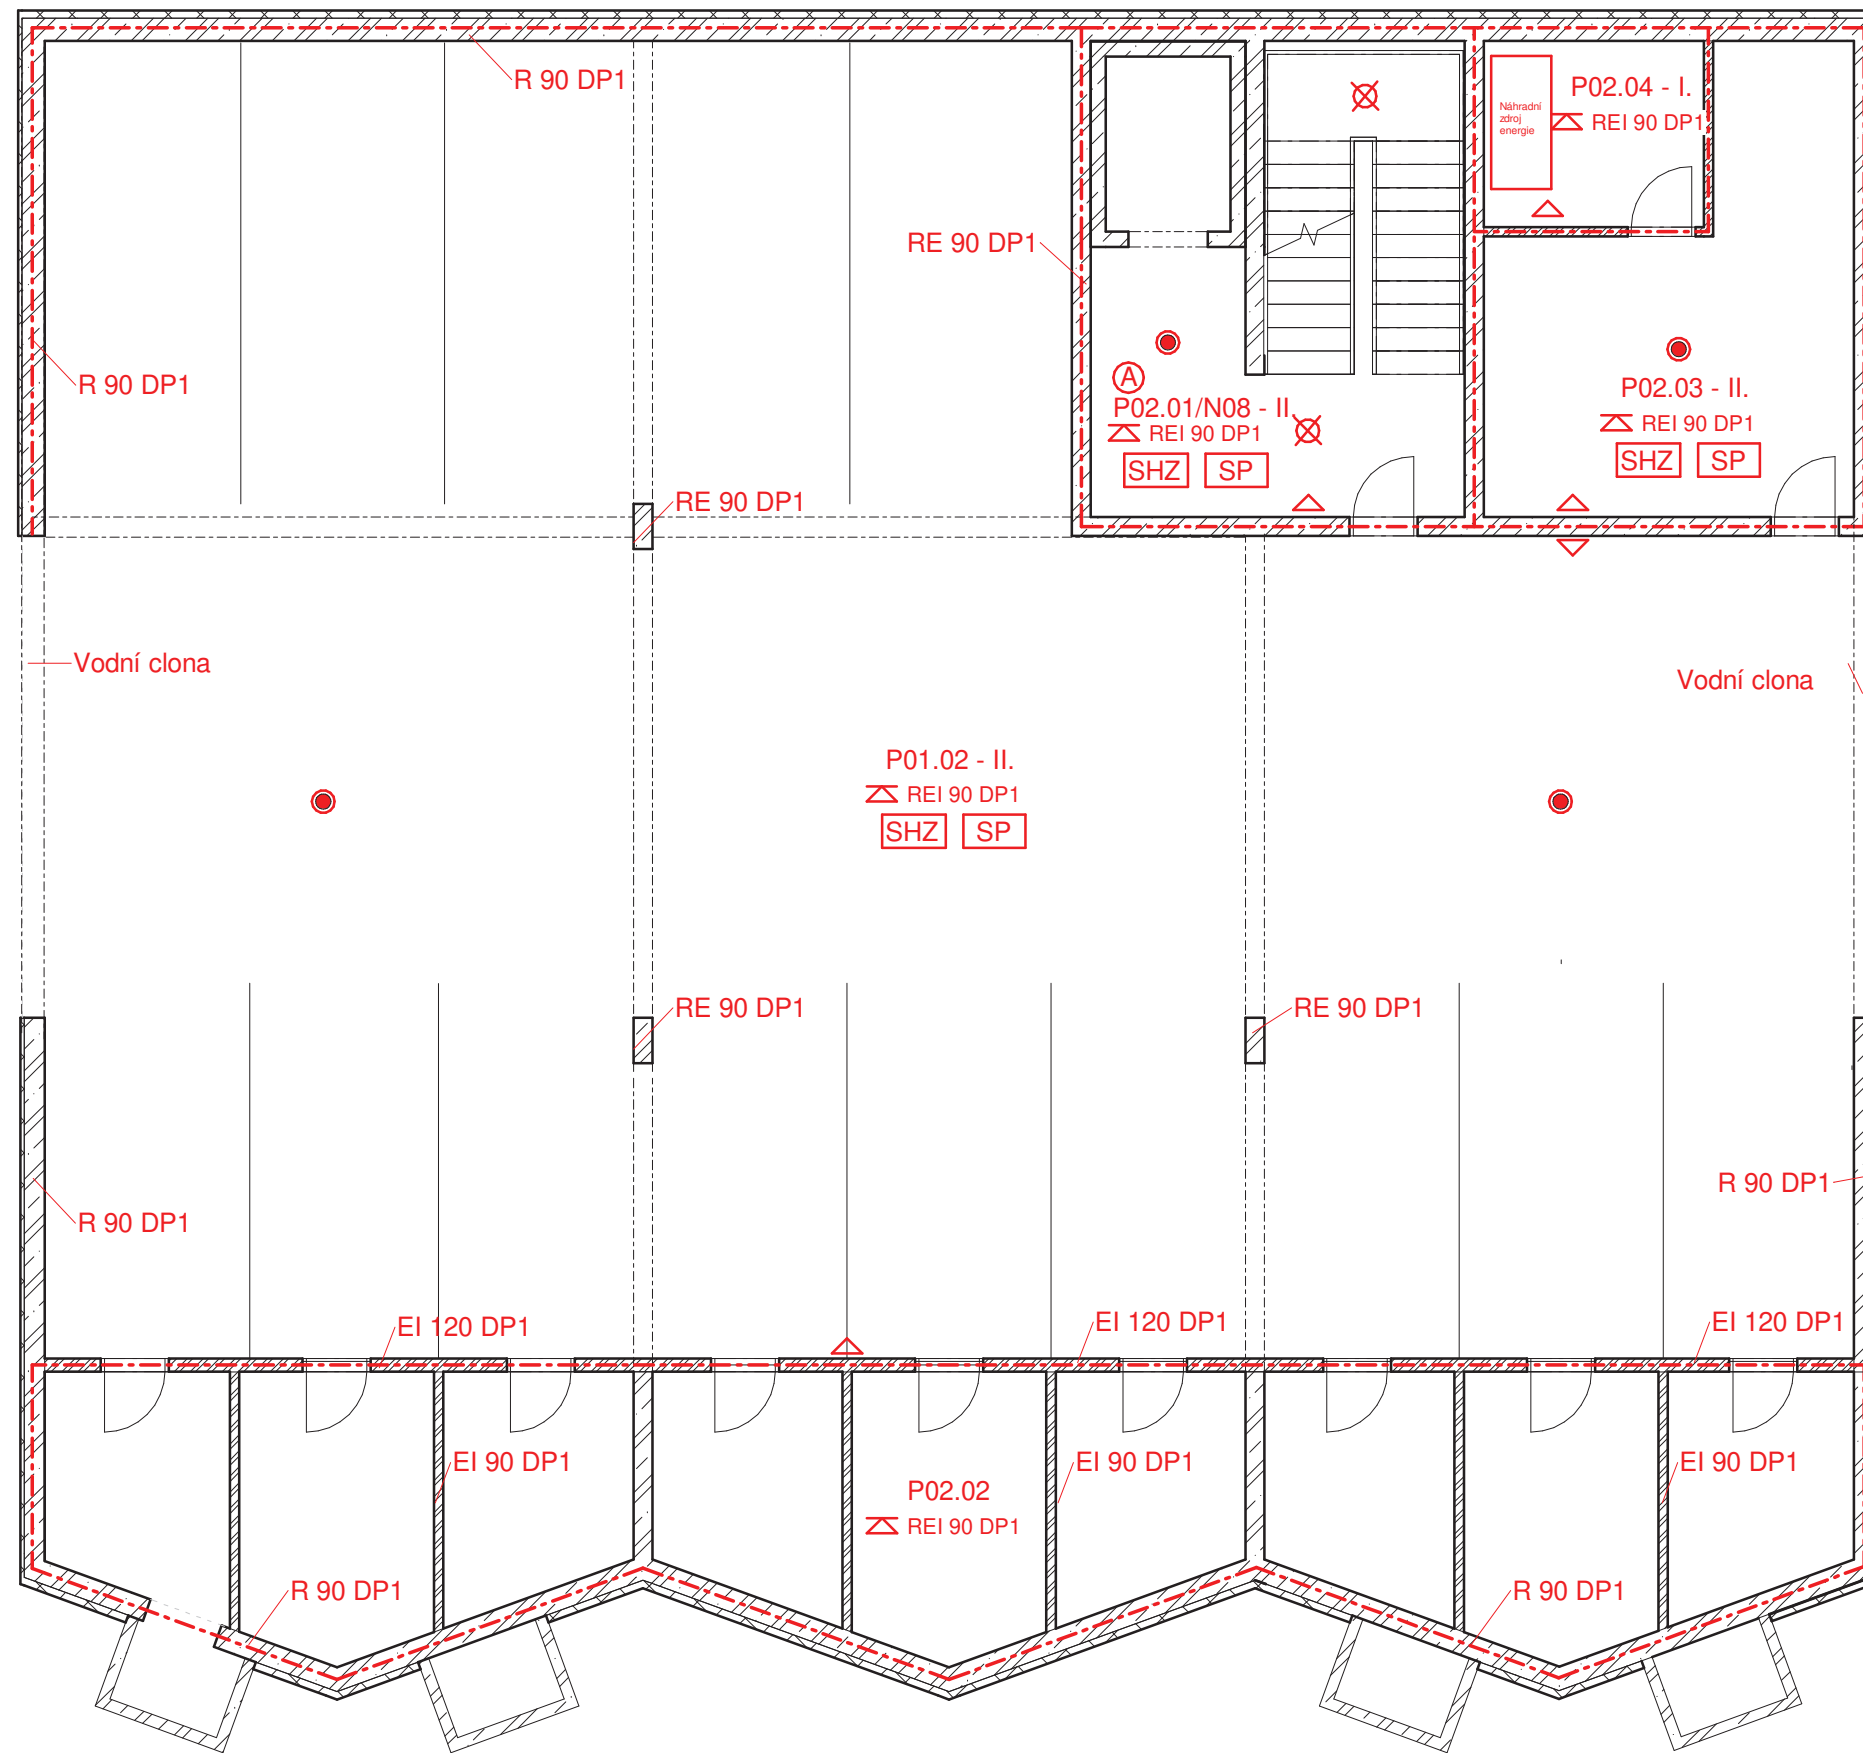 R 90 DP1
P02.04 - I.
Náhradní
zdroj
energie
REI 90 DP1
RE 90 DP1
R 90 DP1
A
P02.01/N08 - II.
REI 90 DP1
SHZ SP
P02.03 - II.
REI 90 DP1
SHZ SP
RE 90 DP1
Vodní clona
Vodní clona
P01.02 - II.
REI 90 DP1
SHZ SP
RE 90 DP1
RE 90 DP1
R 90 DP1
R 90 DP1
EI 120 DP1
EI 120 DP1
EI 120 DP1
EI 90 DP1
EI 90 DP1
EI 90 DP1
P02.02
REI 90 DP1
R 90 DP1
R 90 DP1